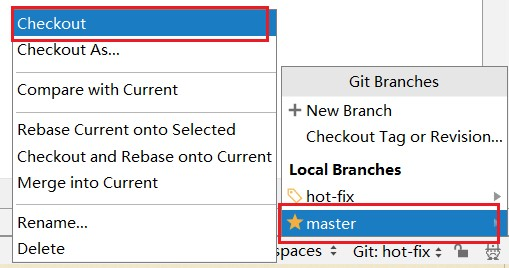 Checkout
Checkout As...
Compare with Current
Rebase Current onto Selected
Checkout and Rebase onto Current
Merge into Current
Rename...
Delete
Git Branches
New Branch
Checkout Tag or Revision...
Local Branches
hot-fix
master
spaces
Git: hot-fix